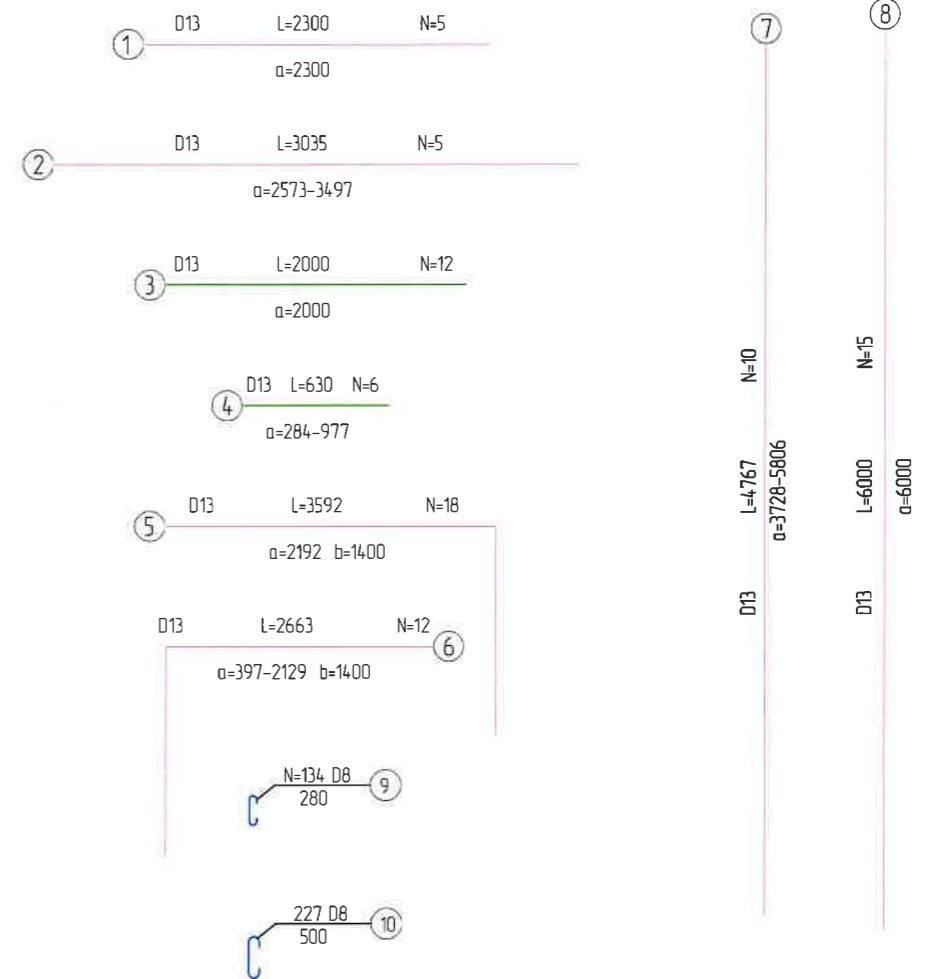 1 D13 L=2300 N=5
a=2300
2 D13 L=3035 N=5
a=2573-3497
3 D13 L=2000 N=12
a=2000
4 D13 L=630 N=6
a=284-977
5 D13 L=3592 N=18
a=2192 b=1400
D13 L=2663 N=12 6
a=397-2129 b=1400
N=134 D8 9
280
227 D8 10
500
7
D13 L=4767 N=10
a=3728-5806
8
D13 L=6000 N=15
a=6000